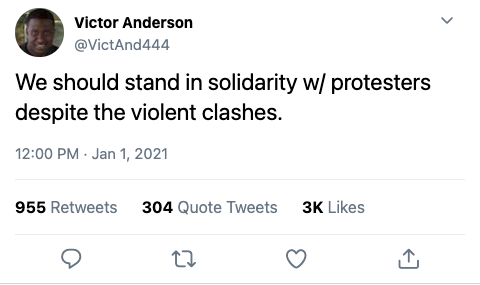 Victor Anderson
@VictAnd444
We should stand in solidarity w/ protesters
despite the violent clashes.
12:00 PM · Jan 1, 2021
955 Retweets 304 Quote Tweets 3K Likes